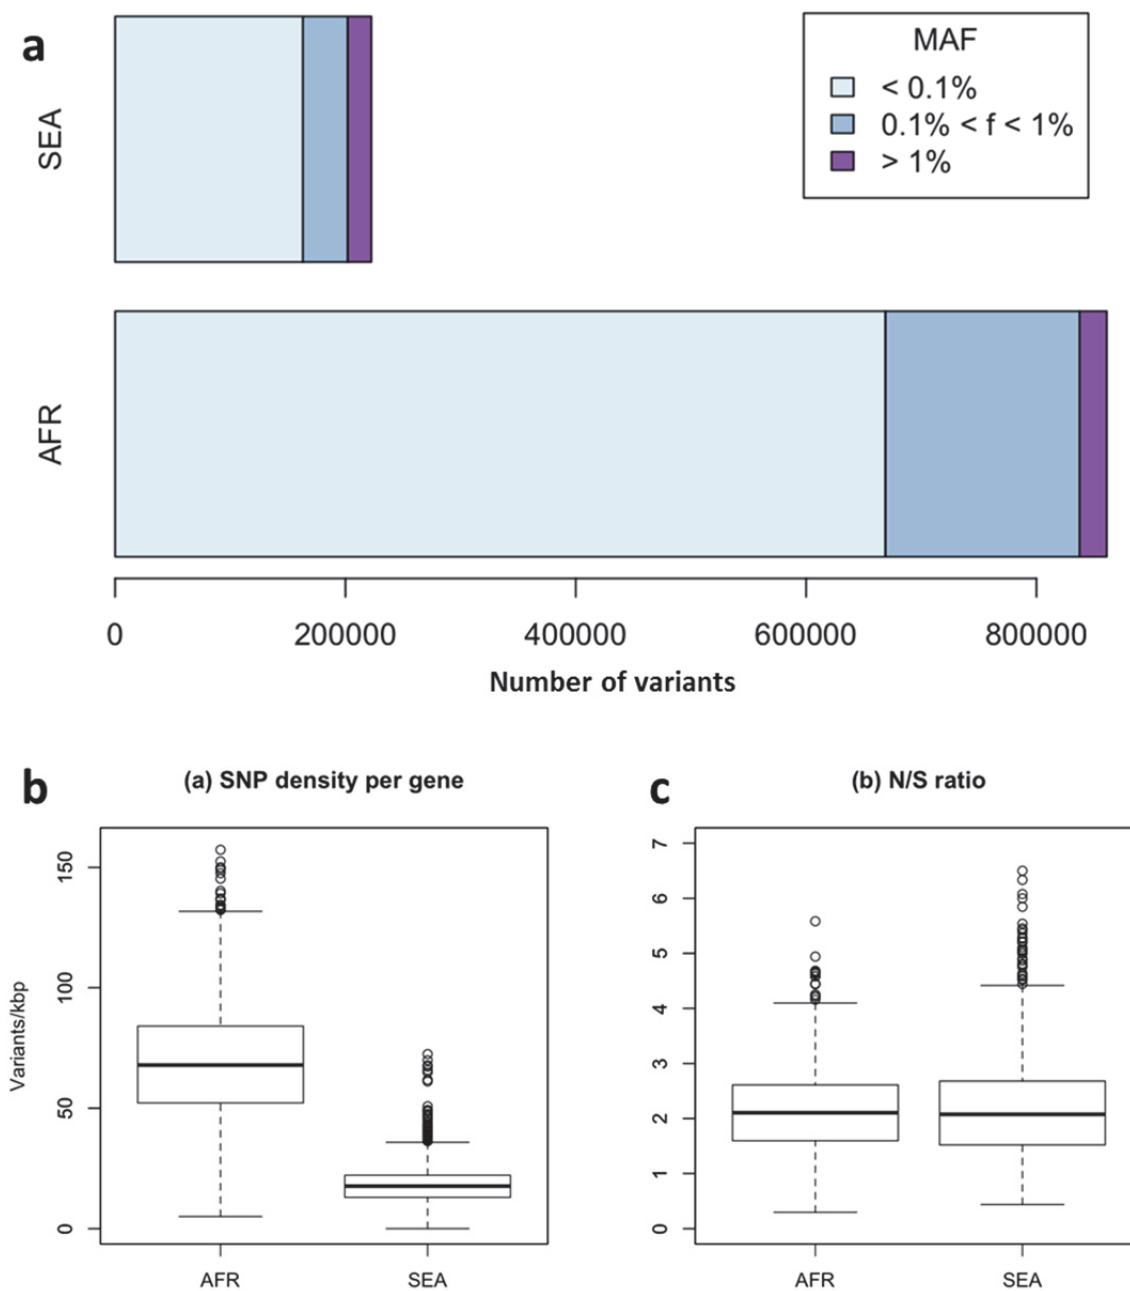 a
SEA
MAF
< 0.1%
0.1% < f < 1%
> 1%
AFR
0 200000 400000 600000 800000
Number of variants
b (a) SNP density per gene
Variants/kbp
150
100
50
0
AFR SEA
c (b) N/S ratio
7
6
5
4
3
2
1
0
AFR SEA